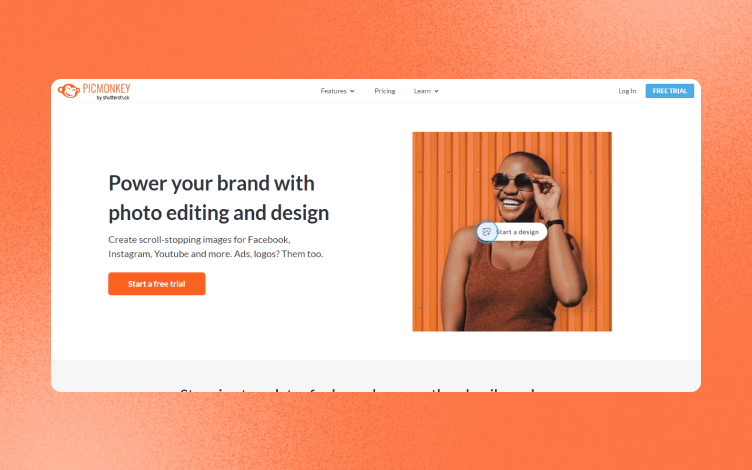 PICMONKEY
by shutterstock
Features
Pricing
Learn
Log In
FREE TRIAL
Power your brand with
photo editing and design
Create scroll-stopping images for Facebook,
Instagram, Youtube and more. Ads, logos? Them too.
Start a free trial
Start a design